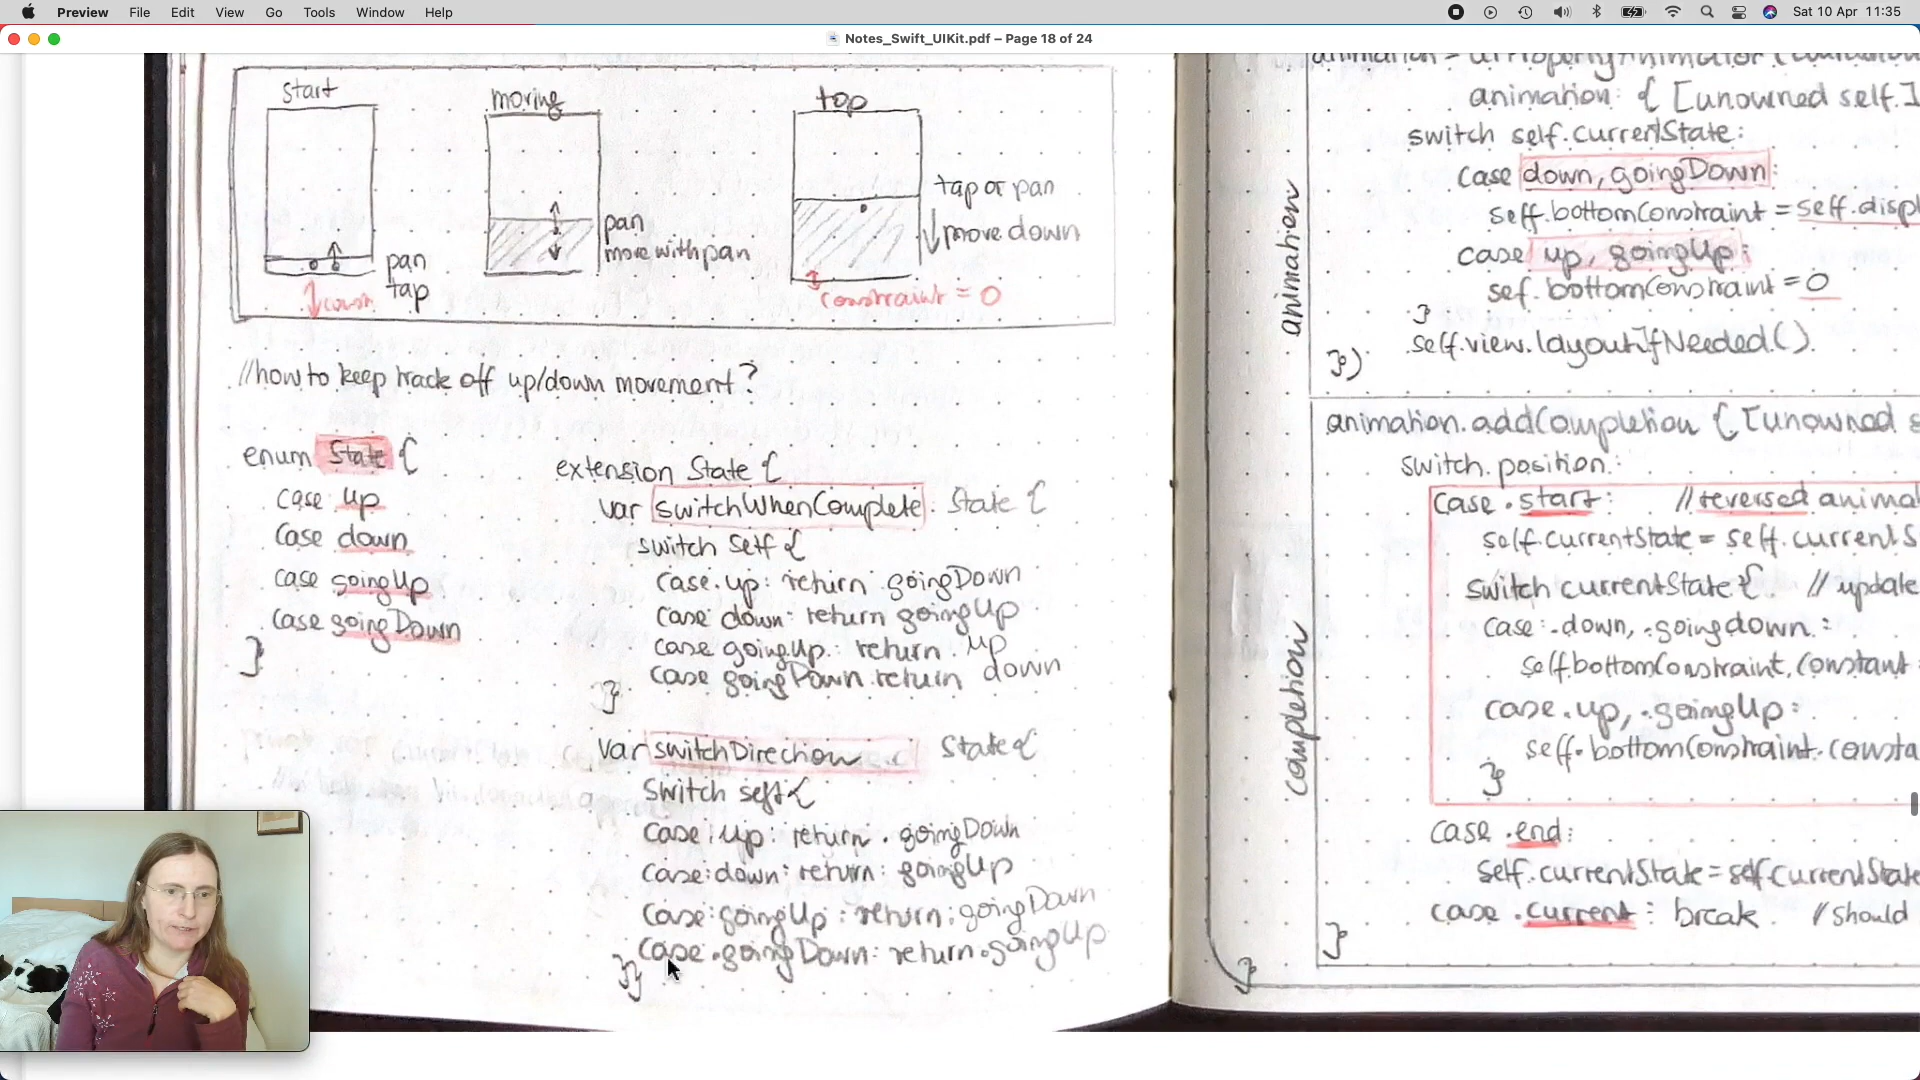 Preview File Edit View Go Tools Window Help
Sat 10 Apr 11:35
Notes_Swift_UIKit.pdf – Page 18 of 24
start
moving
top
pan
tap
const.
pan
move with pan
tap or pan
move down
constraint = 0
//how to keep track off up/down movement?
enum State {
case up
case down
case goingUp
case goingDown
}
extension State {
var switchWhenComplete: State {
switch self {
case.up: return .goingDown
case down: return goingUp
case goingUp: return. up
case goingDown return down
}
var switchDirection : State {
Switch self {
case.up: return .goingDown
case:down: return: goingUp
case:goingUp: return: goingDown
case.goingDown: return.goingUp
}}
animation
animation = UIPropertyAnimator (
animation: { [unowned self.]
switch self.currentState:
case down, goingDown:
self.bottomConstraint = self.displ
case up, goingUp:
sef.bottomConstraint = 0
}
self.view.layoutIfNeeded().
})
completion
animation.addCompletion { [unowned s
switch.position.:
case .start: //reversed anima
self.currentState = self.currentS
switch currentState { // update
case: .down, .goingdown.:
self.bottomConstraint.constant
case.up, .goingUp:
self.bottomConstraint.consta
}
case .end:
self.currentState = self.currentState
case .current: break. //should
}
}